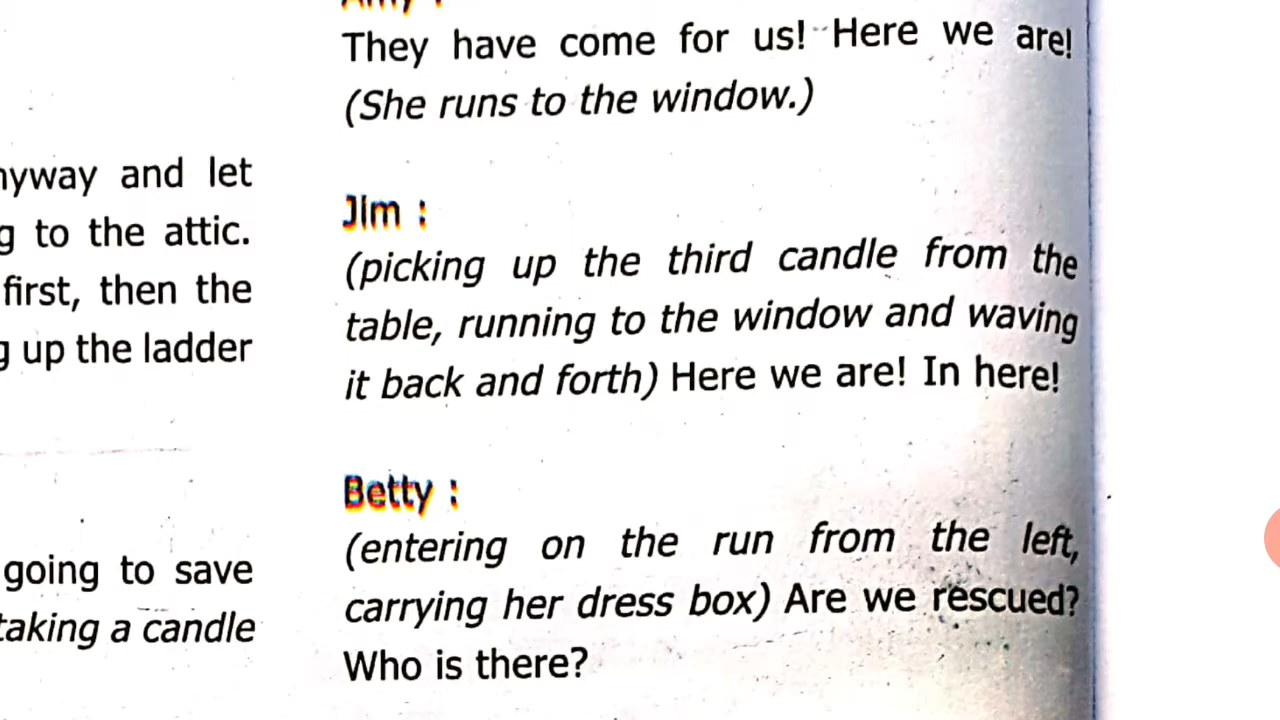 nyway and let
g to the attic.
first, then the
g up the ladder
going to save
taking a candle
They have come for us! Here we are!
(She runs to the window.)
Jim :
(picking up the third candle from the
table, running to the window and waving
it back and forth) Here we are! In here!
Betty :
(entering on the run from the left,
carrying her dress box) Are we rescued?
Who is there?